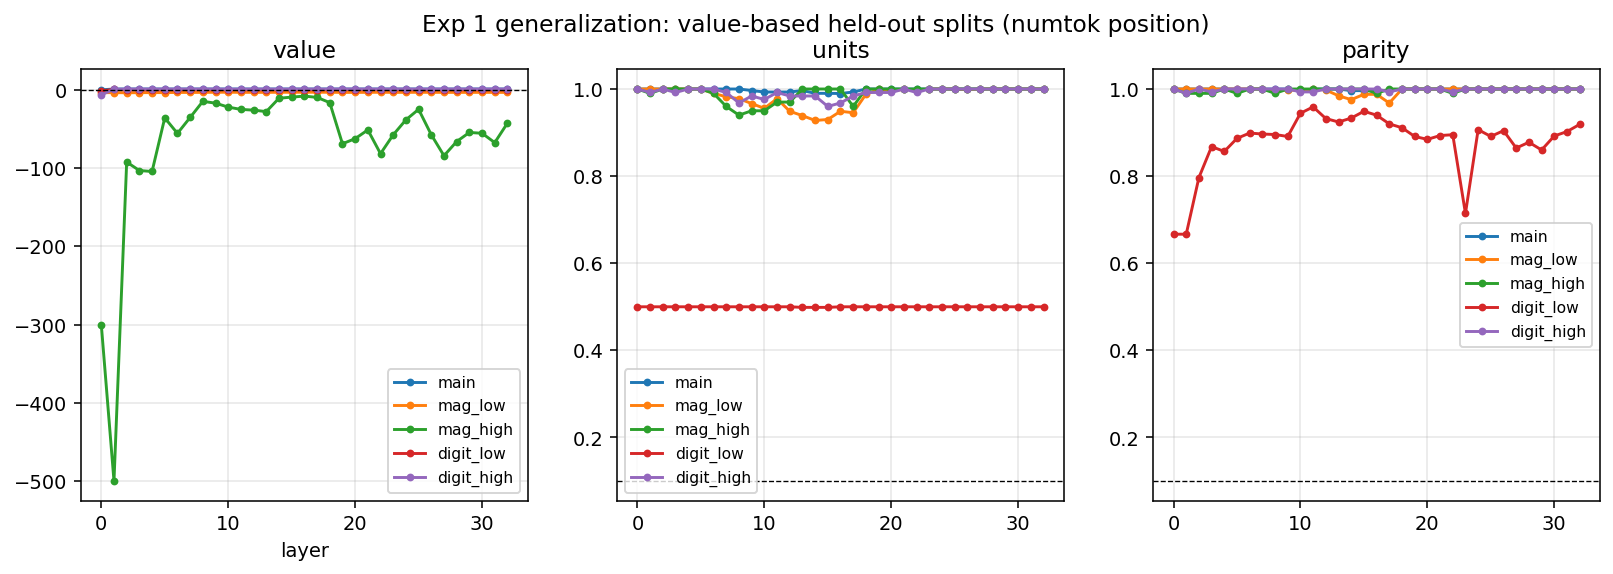 Exp 1 generalization: value-based held-out splits (numtok position)
value
0
−100
−200
−300
−400
−500
0
10
20
30
layer
main
mag_low
mag_high
digit_low
digit_high
units
1.0
0.8
0.6
0.4
0.2
0
10
20
30
main
mag_low
mag_high
digit_low
digit_high
parity
1.0
0.8
0.6
0.4
0.2
0
10
20
30
main
mag_low
mag_high
digit_low
digit_high